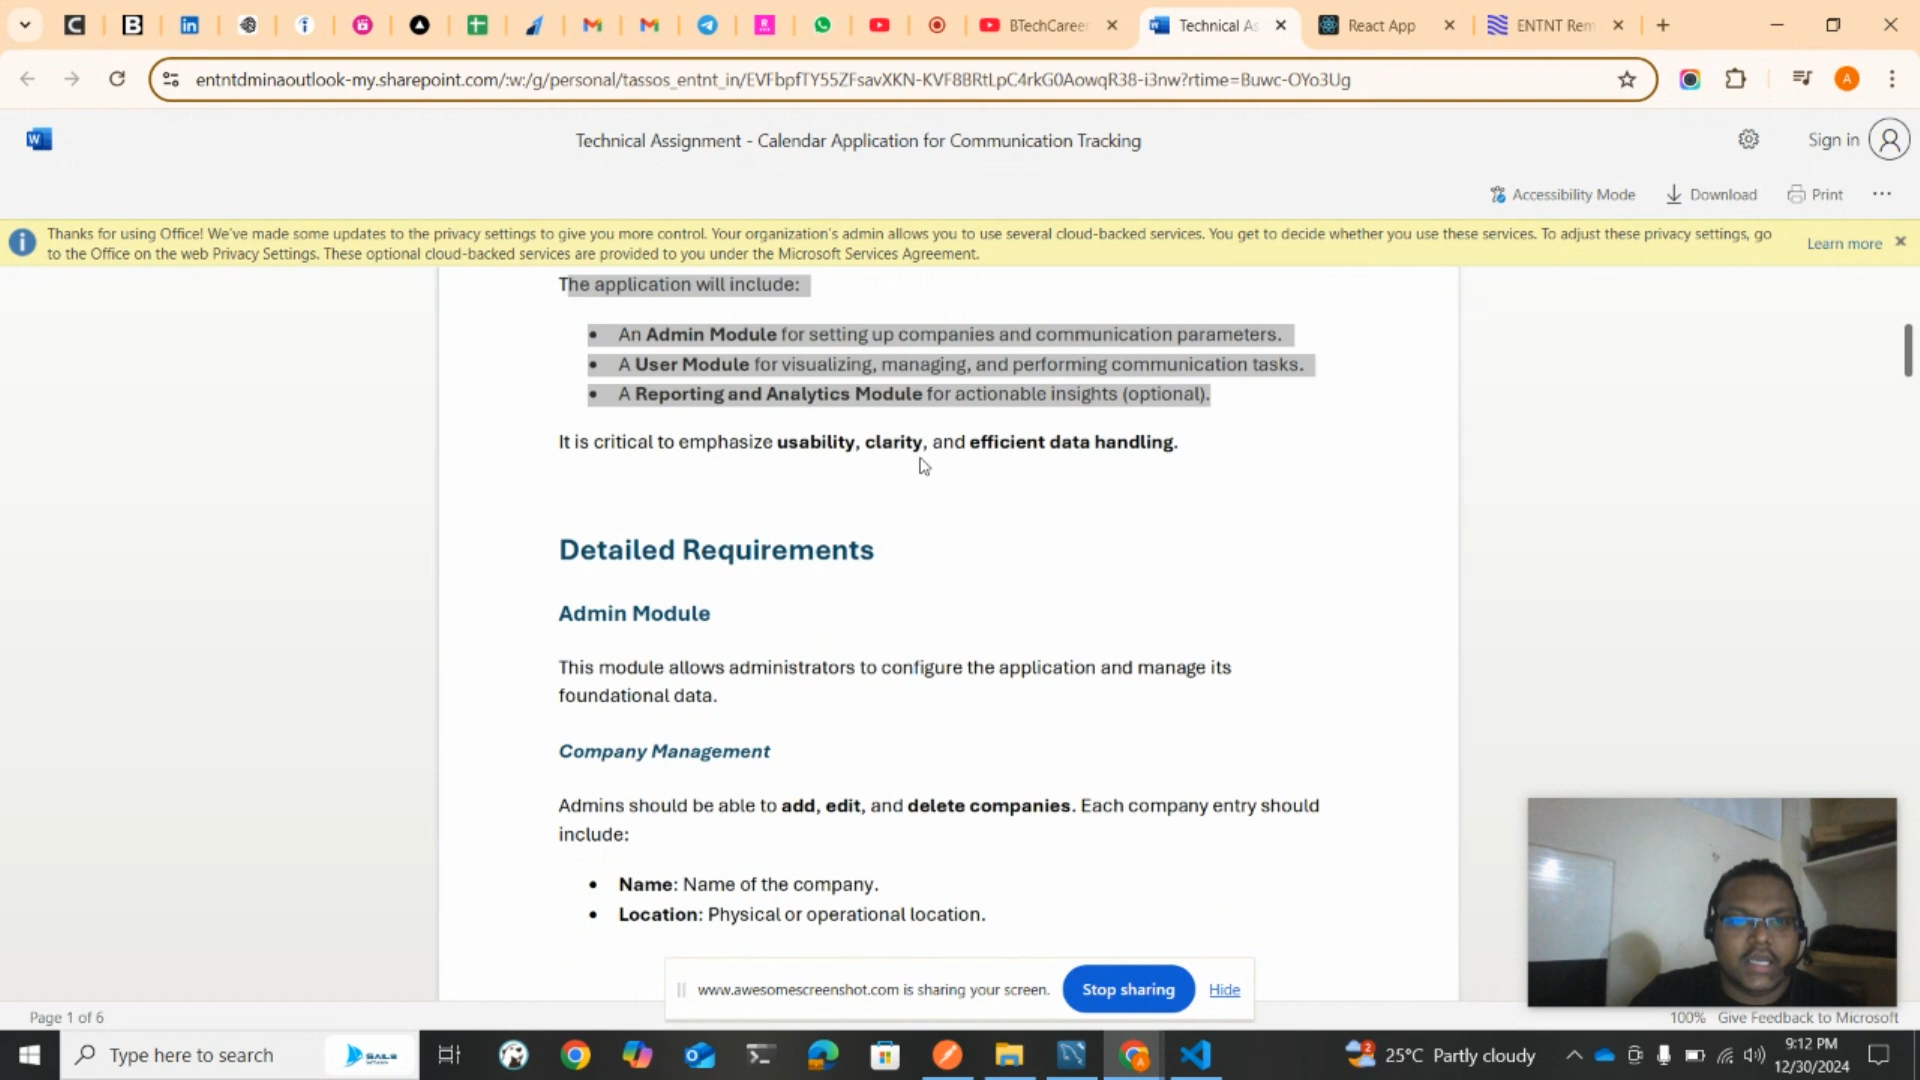 BTechCareer
Technical As
React App
ENTNT Rem
entntdminaoutlook-my.sharepoint.com/:w:/g/personal/tassos_entnt_in/EVFbpfTY55ZFsavXKN-KVF8BRtLpC4rkG0AowqR38-i3nw?rtime=Buwc-OYo3Ug
A
W
Technical Assignment - Calendar Application for Communication Tracking
Sign in
Accessibility Mode
Download
Print
Thanks for using Office! We've made some updates to the privacy settings to give you more control. Your organization's admin allows you to use several cloud-backed services. You get to decide whether you use these services. To adjust these privacy settings, go
to the Office on the web Privacy Settings. These optional cloud-backed services are provided to you under the Microsoft Services Agreement.
Learn more
The application will include:
• An Admin Module for setting up companies and communication parameters.
• A User Module for visualizing, managing, and performing communication tasks.
• A Reporting and Analytics Module for actionable insights (optional).
It is critical to emphasize usability, clarity, and efficient data handling.
Detailed Requirements
Admin Module
This module allows administrators to configure the application and manage its
foundational data.
Company Management
Admins should be able to add, edit, and delete companies. Each company entry should
include:
• Name: Name of the company.
• Location: Physical or operational location.
www.awesomescreenshot.com is sharing your screen.
Stop sharing
Hide
Page 1 of 6
100%
Give Feedback to Microsoft
Type here to search
25°C Partly cloudy
9:12 PM
12/30/2024